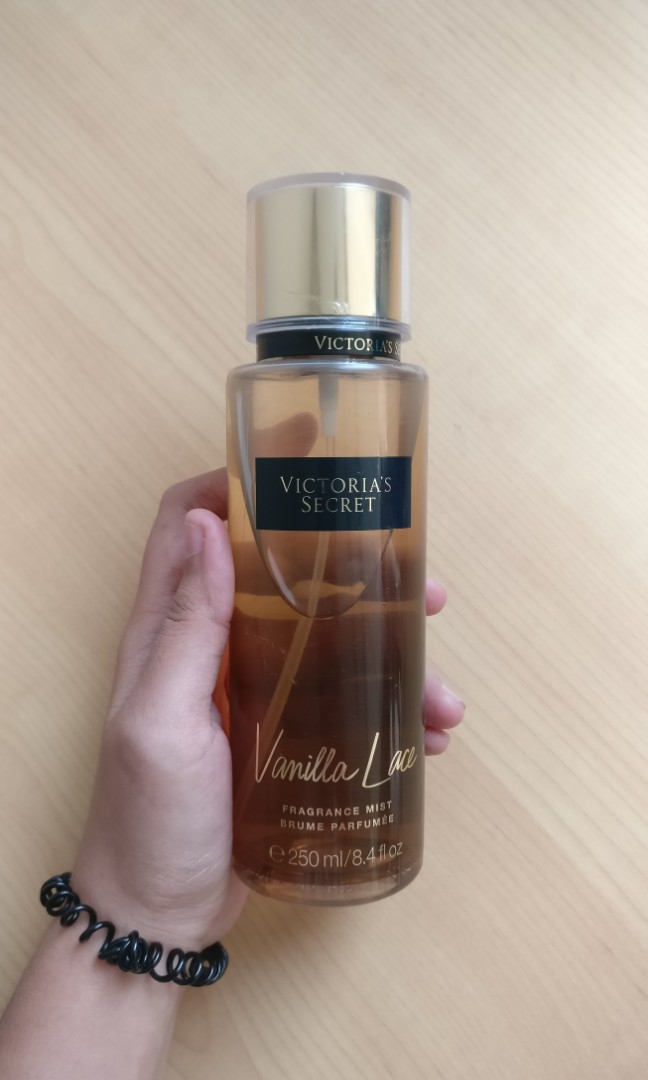 VICTORIA'S
VICTORIA'S
SECRET
Vanilla Lace
FRAGRANCE MIST
BRUME PARFUMÉE
℮ 250 ml/8.4 fl oz